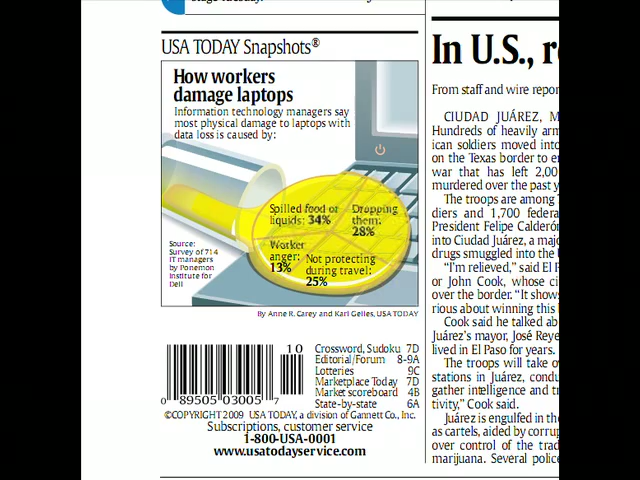 USA TODAY Snapshots®
How workers
damage laptops
Information technology managers say
most physical damage to laptops with
data loss is caused by:
Spilled food or
liquids: 34%
Dropping
them:
28%
Worker
anger:
13%
Not protecting
during travel:
25%
Source:
Survey of 714
IT managers
by Ponemon
Institute for
Dell
By Anne R. Carey and Karl Gelles, USA TODAY
10
0 89505 03005 7
Crossword, Sudoku 7D
Editorial/Forum 8-9A
Lotteries 9C
Marketplace Today 7D
Market scoreboard 4B
State-by-state 6A
©COPYRIGHT 2009 USA TODAY, a division of Gannett Co., Inc.
Subscriptions, customer service
1-800-USA-0001
www.usatodayservice.com
In U.S., r
From staff and wire repor
CIUDAD JUÁREZ, M
Hundreds of heavily arm
ican soldiers moved into
on the Texas border to e
war that has left 2,00
murdered over the past y
The troops are among
diers and 1,700 federa
President Felipe Calderón
into Ciudad Juárez, a majo
drugs smuggled into the
“I’m relieved,” said El P
or John Cook, whose ci
over the border. “It show
rious about winning this
Cook said he talked ab
Juárez’s mayor, José Reye
lived in El Paso for years.
The troops will take o
stations in Juárez, condu
gather intelligence and tr
tivity,” Cook said.
Juárez is engulfed in the
as cartels, aided by corrup
over control of the trad
marijuana. Several police